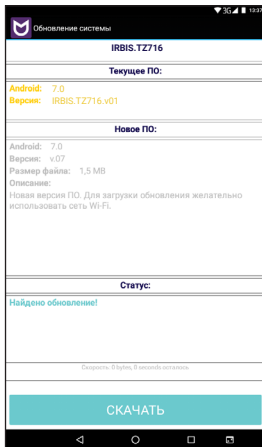 3G 13:37
Обновление системы
IRBIS.TZ716
Текущее ПО:
Android: 7.0
Версия: IRBIS.TZ716.v01
Новое ПО:
Android: 7.0
Версия: v.07
Размер файла: 1,5 MB
Описание:
Новая версия ПО. Для загрузки обновления желательно
использовать сеть Wi-Fi.
Статус:
Найдено обновление!
Скорость: 0 bytes, 0 seconds осталось
СКАЧАТЬ